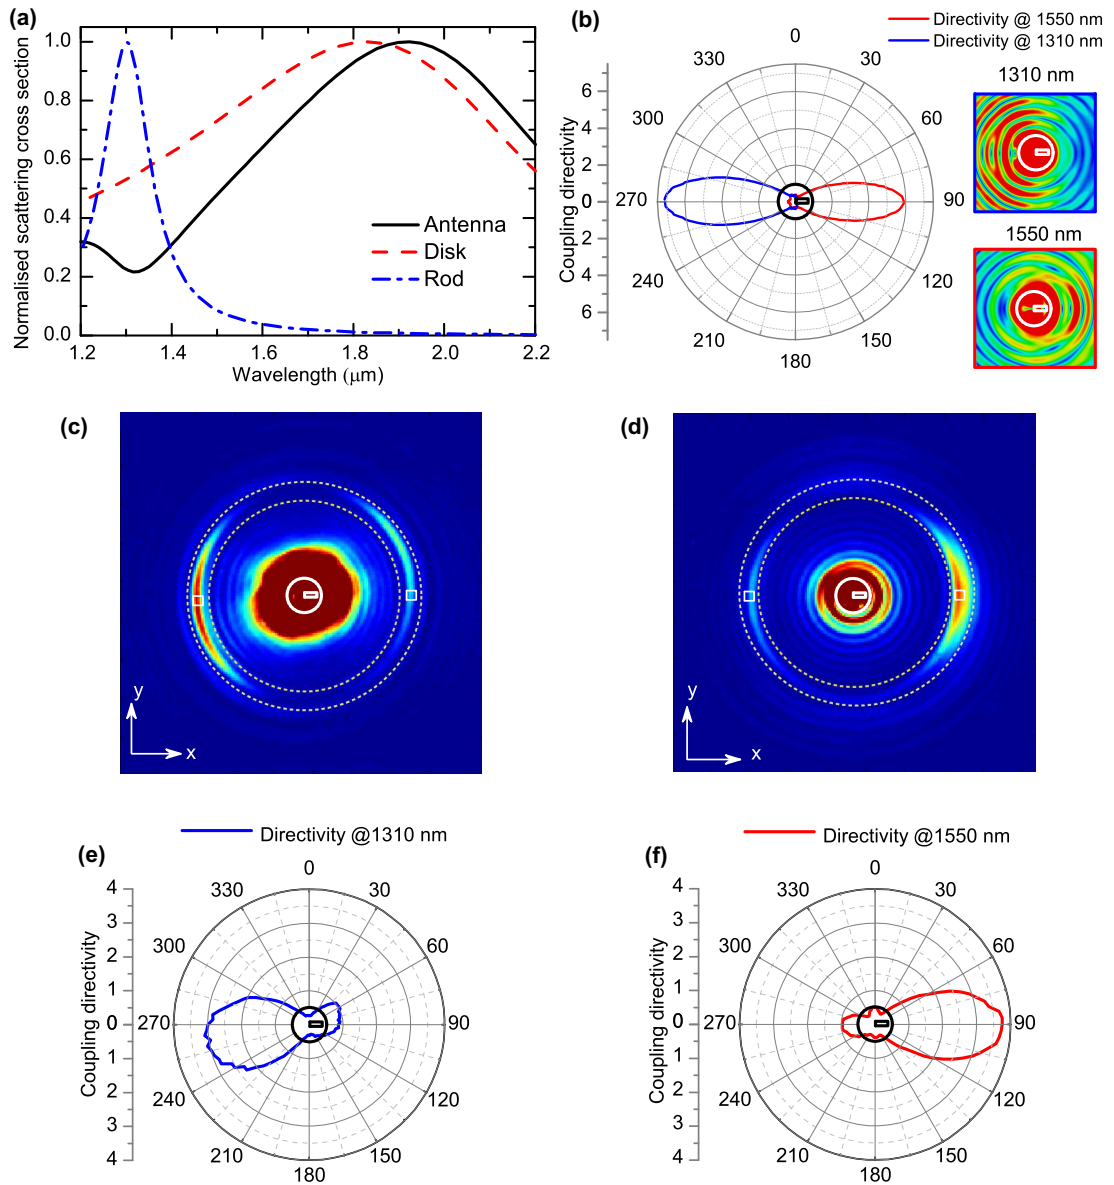 (a)
Normalised scattering cross section
1.0
0.8
0.6
0.4
0.2
0.0
Antenna
Disk
Rod
1.2 1.4 1.6 1.8 2.0 2.2
Wavelength (μm)
(b)
Directivity @ 1550 nm
Directivity @ 1310 nm
Coupling directivity
6
4
2
0
2
4
6
0
330 30
300 60
270 90
240 120
210 150
180
1310 nm
1550 nm
(c)
y
x
(d)
y
x
Directivity @1310 nm
(e)
Coupling directivity
4
3
2
1
0
1
2
3
4
0
330 30
300 60
270 90
240 120
210 150
180
Directivity @1550 nm
(f)
Coupling directivity
4
3
2
1
0
1
2
3
4
0
330 30
300 60
270 90
240 120
210 150
180